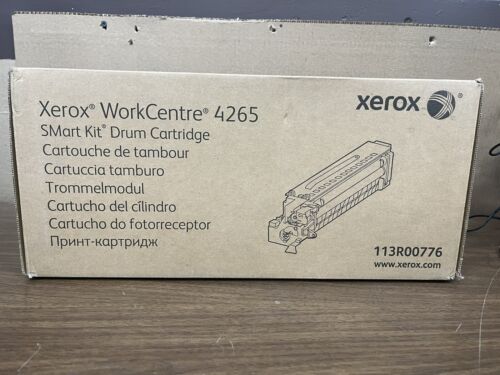 Xerox® WorkCentre® 4265
SMart Kit® Drum Cartridge
Cartouche de tambour
Cartuccia tamburo
Trommelmodul
Cartucho del cílindro
Cartucho do fotorreceptor
Принт-картридж
xerox
113R00776
www.xerox.com